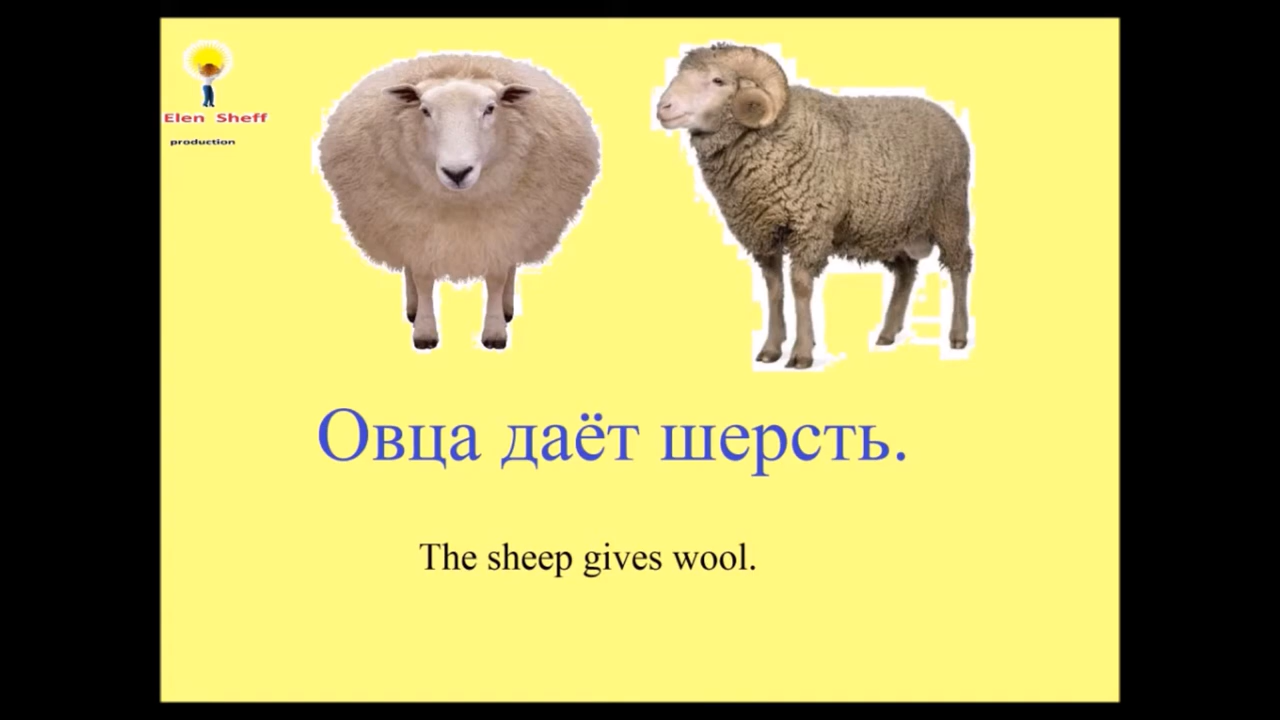 Elen Sheff
production
Овца даёт шерсть.
The sheep gives wool.